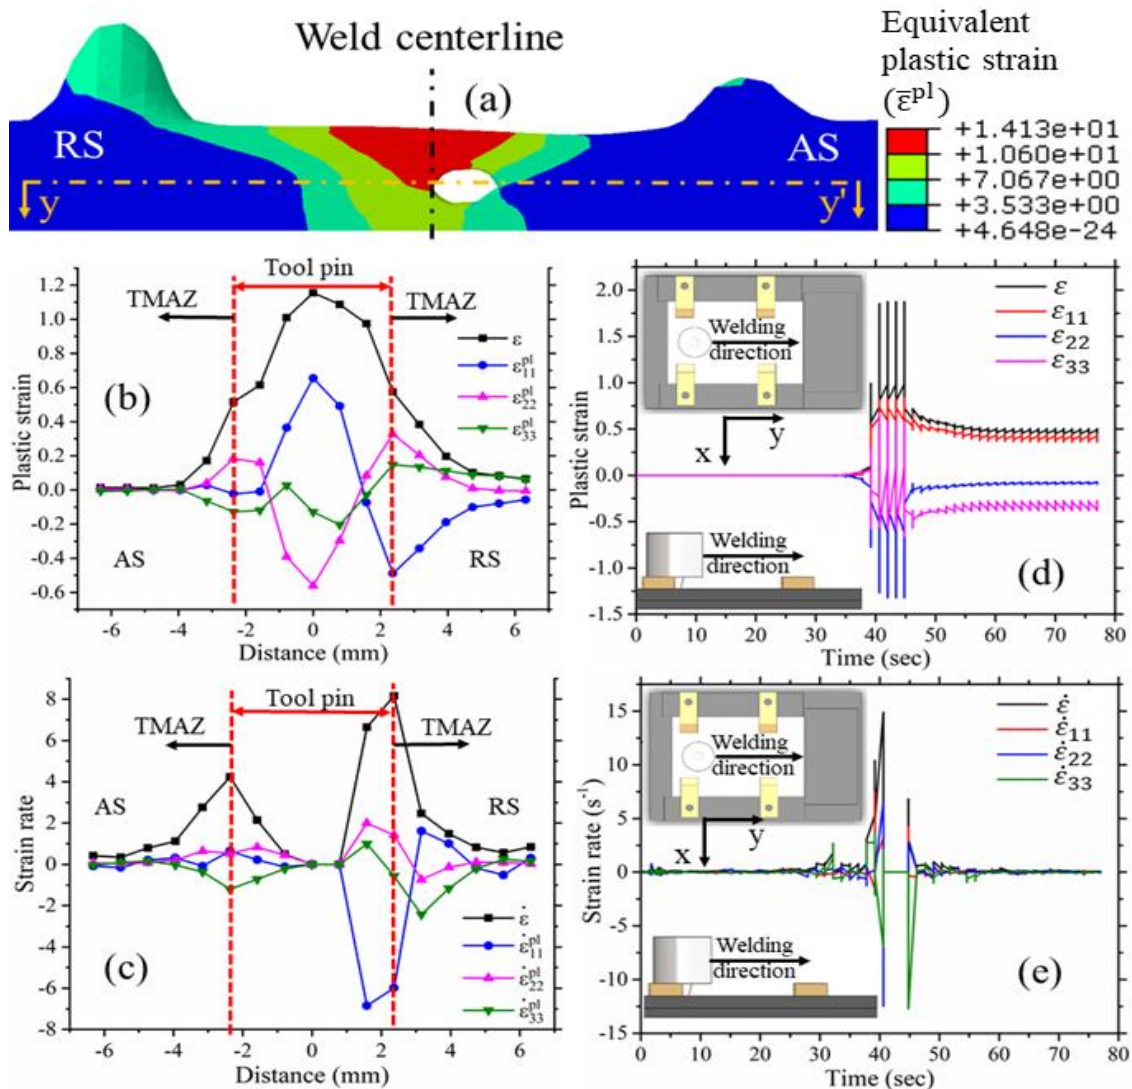 Weld centerline
(a)
RS
AS
y
y'
Equivalent
plastic strain
(ε̅ᵖˡ)
+1.413e+01
+1.060e+01
+7.067e+00
+3.533e+00
+4.648e-24
Tool pin
TMAZ
TMAZ
(b)
ε
ε₁₁ᵖˡ
ε₂₂ᵖˡ
ε₃₃ᵖˡ
AS
RS
1.2
1.0
0.8
0.6
0.4
0.2
0.0
-0.2
-0.4
-0.6
Plastic strain
-6 -4 -2 0 2 4 6
Distance (mm)
Welding
direction
x
y
ε
ε₁₁
ε₂₂
ε₃₃
Welding
direction
(d)
2.0
1.5
1.0
0.5
0.0
-0.5
-1.0
-1.5
Plastic strain
0 10 20 30 40 50 60 70 80
Time (sec)
Tool pin
TMAZ
TMAZ
AS
RS
(c)
ε̇
ε̇₁₁ᵖˡ
ε̇₂₂ᵖˡ
ε̇₃₃ᵖˡ
8
6
4
2
0
-2
-4
-6
-8
Strain rate
-6 -4 -2 0 2 4 6
Distance (mm)
Welding
direction
x
y
ε̇
ε̇₁₁
ε̇₂₂
ε̇₃₃
Welding
direction
(e)
15
10
5
0
-5
-10
-15
Strain rate (s⁻¹)
0 10 20 30 40 50 60 70 80
Time (sec)